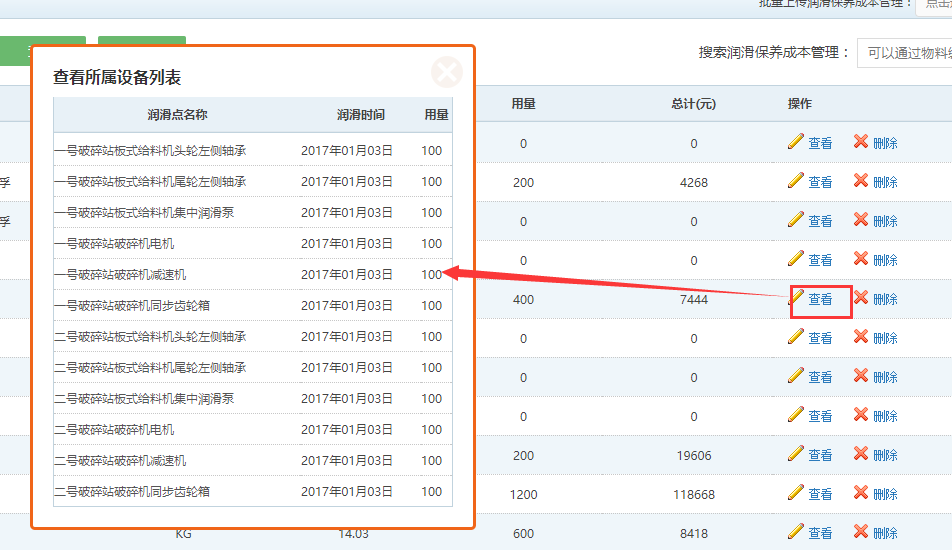 批量上传润滑保养成本管理：
点击
搜索润滑保养成本管理：
可以通过物料编
查看所属设备列表
润滑点名称 润滑时间 用量
一号破碎站板式给料机头轮左侧轴承 2017年01月03日 100
一号破碎站板式给料机尾轮左侧轴承 2017年01月03日 100
一号破碎站板式给料机集中润滑泵 2017年01月03日 100
一号破碎站破碎机电机 2017年01月03日 100
一号破碎站破碎机减速机 2017年01月03日 100
一号破碎站破碎机同步齿轮箱 2017年01月03日 100
二号破碎站板式给料机头轮左侧轴承 2017年01月03日 100
二号破碎站板式给料机尾轮左侧轴承 2017年01月03日 100
二号破碎站板式给料机集中润滑泵 2017年01月03日 100
二号破碎站破碎机电机 2017年01月03日 100
二号破碎站破碎机减速机 2017年01月03日 100
二号破碎站破碎机同步齿轮箱 2017年01月03日 100
用量 总计(元) 操作
0 0 查看 删除
孚 200 4268 查看 删除
孚 0 0 查看 删除
0 0 查看 删除
400 7444 查看 删除
0 0 查看 删除
0 0 查看 删除
0 0 查看 删除
200 19606 查看 删除
1200 118668 查看 删除
KG 14.03 600 8418 查看 删除